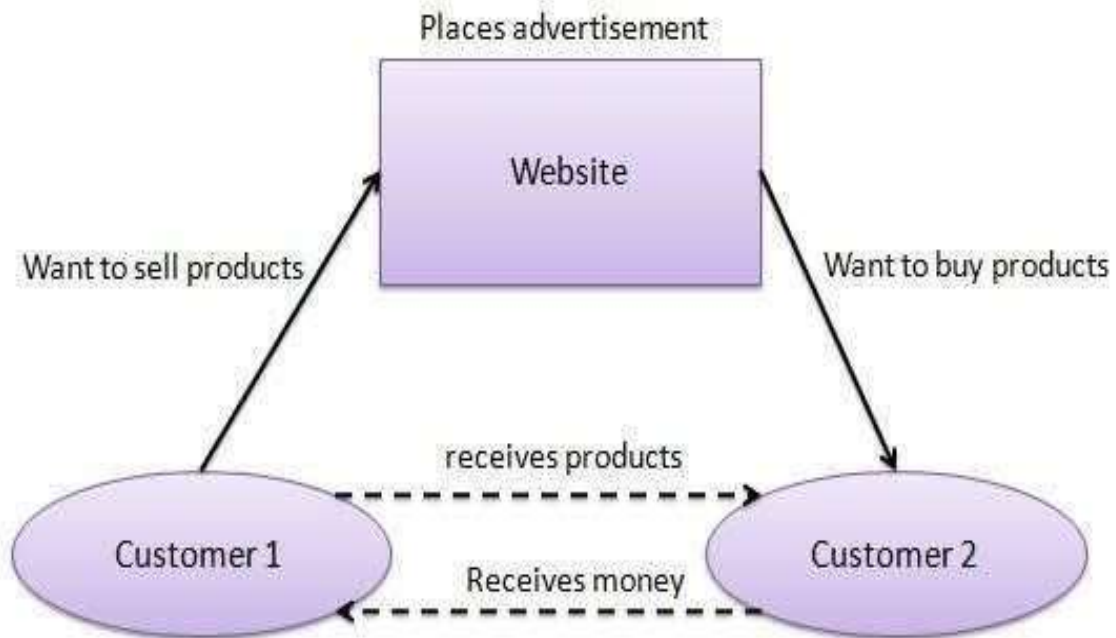 Places advertisement
Website
Want to sell products
Want to buy products
receives products
Customer 1
Customer 2
Receives money